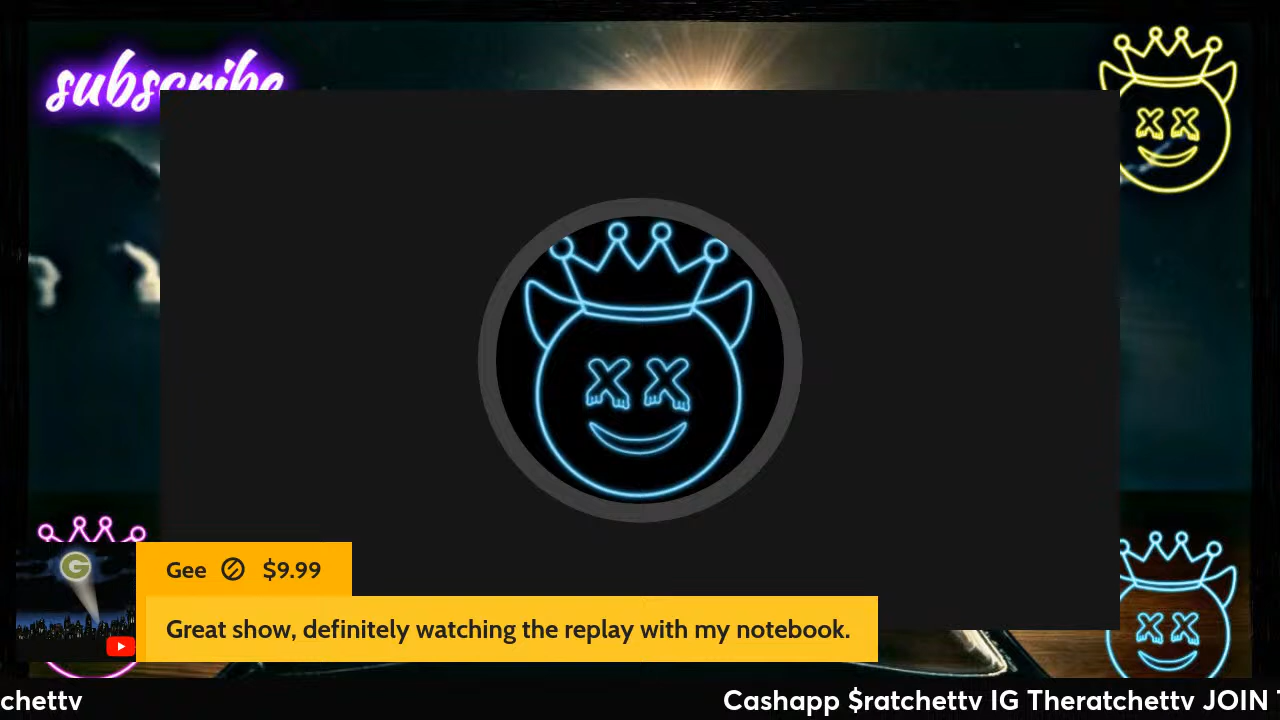 subscribe
G
Gee $9.99
Great show, definitely watching the replay with my notebook.
chettv Cashapp $ratchettv IG Theratchettv JOIN